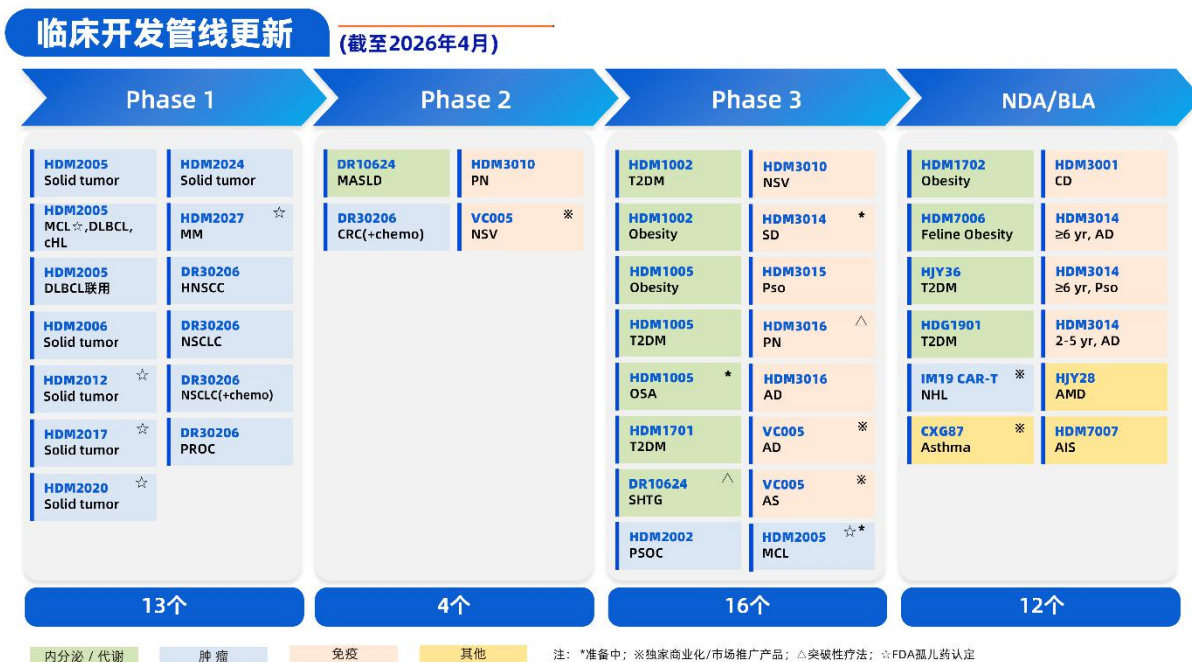 临床开发管线更新
(截至2026年4月)
Phase 1
Phase 2
Phase 3
NDA/BLA
HDM2005
Solid tumor
HDM2005
MCL☆,DLBCL,
cHL
HDM2005
DLBCL联用
HDM2006
Solid tumor
HDM2012 ☆
Solid tumor
HDM2017 ☆
Solid tumor
HDM2020 ☆
Solid tumor
HDM2024
Solid tumor
HDM2027 ☆
MM
DR30206
HNSCC
DR30206
NSCLC
DR30206
NSCLC(+chemo)
DR30206
PROC
DR10624
MASLD
DR30206
CRC(+chemo)
HDM3010
PN
VC005 ※
NSV
HDM1002
T2DM
HDM1002
Obesity
HDM1005
Obesity
HDM1005
T2DM
HDM1005 *
OSA
HDM1701
T2DM
DR10624 △
SHTG
HDM2002
PSOC
HDM3010
NSV
HDM3014 *
SD
HDM3015
Pso
HDM3016 △
PN
HDM3016
AD
VC005 ※
AD
VC005 ※
AS
HDM2005 ☆*
MCL
HDM1702
Obesity
HDM7006
Feline Obesity
HJY36
T2DM
HDG1901
T2DM
IM19 CAR-T ※
NHL
CXG87 ※
Asthma
HDM3001
CD
HDM3014
≥6 yr, AD
HDM3014
≥6 yr, Pso
HDM3014
2-5 yr, AD
HJY28
AMD
HDM7007
AIS
13个
4个
16个
12个
内分泌 / 代谢
肿 瘤
免疫
其他
注: *准备中; ※独家商业化/市场推广产品; △突破性疗法; ☆FDA孤儿药认定